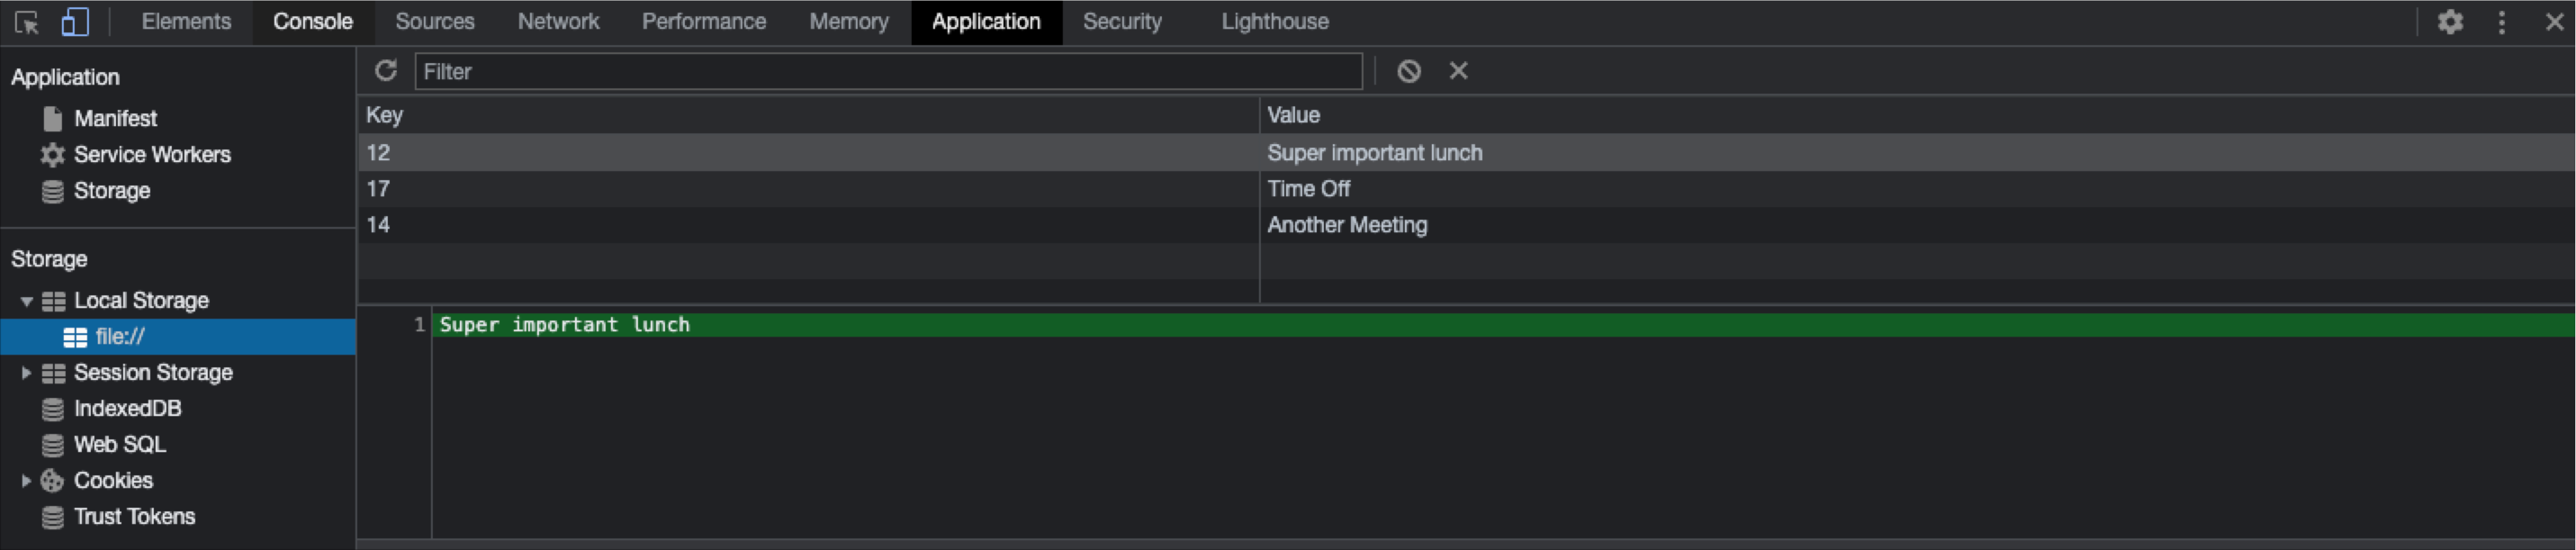 Elements Console Sources Network Performance Memory Application Security Lighthouse
Application
Manifest
Service Workers
Storage
Storage
Local Storage
file://
Session Storage
IndexedDB
Web SQL
Cookies
Trust Tokens
Filter
Key Value
12 Super important lunch
17 Time Off
14 Another Meeting
1 Super important lunch